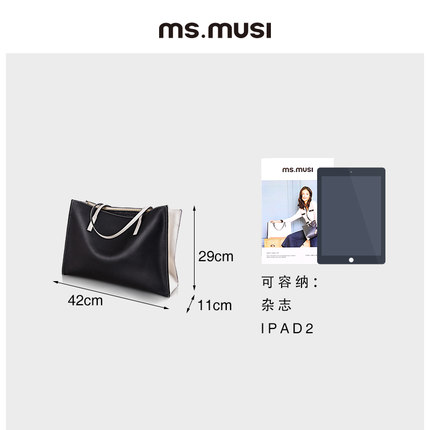 ms.musi
ms.musi
29cm
42cm
11cm
可容纳：
杂志
IPAD2